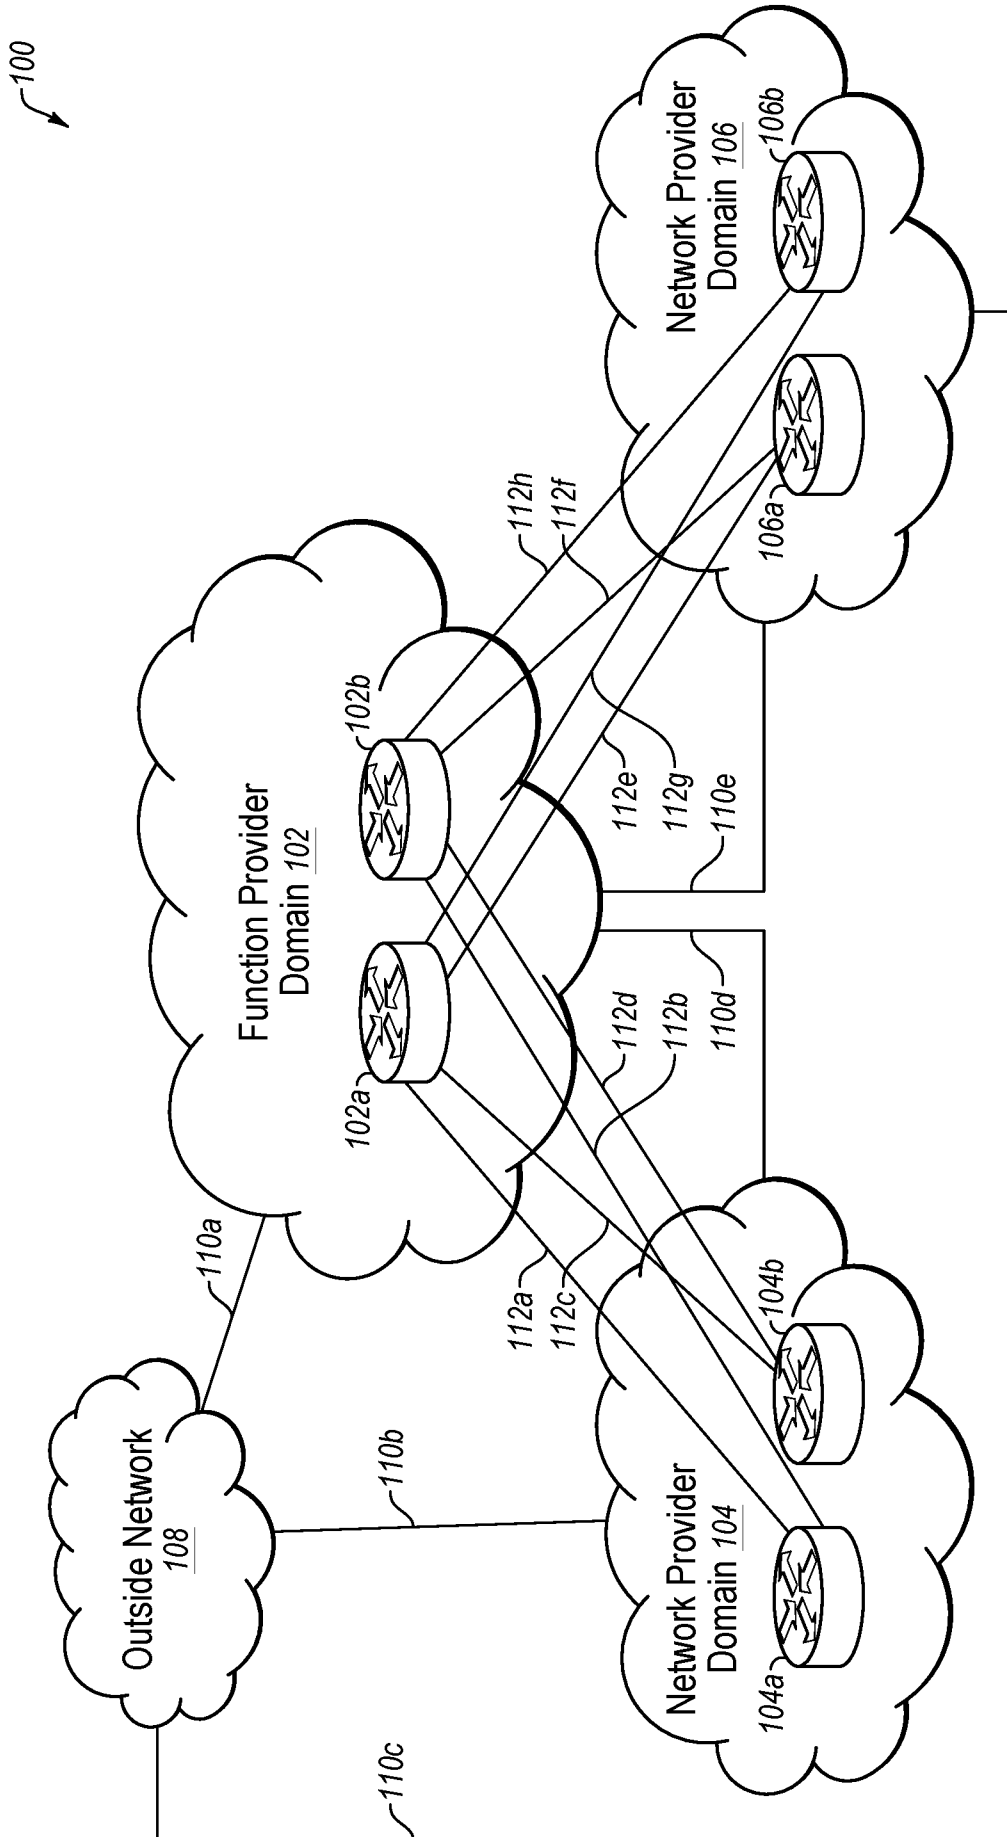 100
Outside Network
108
110a
110b
110c
Function Provider
Domain 102
102a
102b
112a
112c
112d
112b
110d
112e
112g
110e
112h
112f
Network Provider
Domain 104
104a
104b
Network Provider
Domain 106
106a
106b